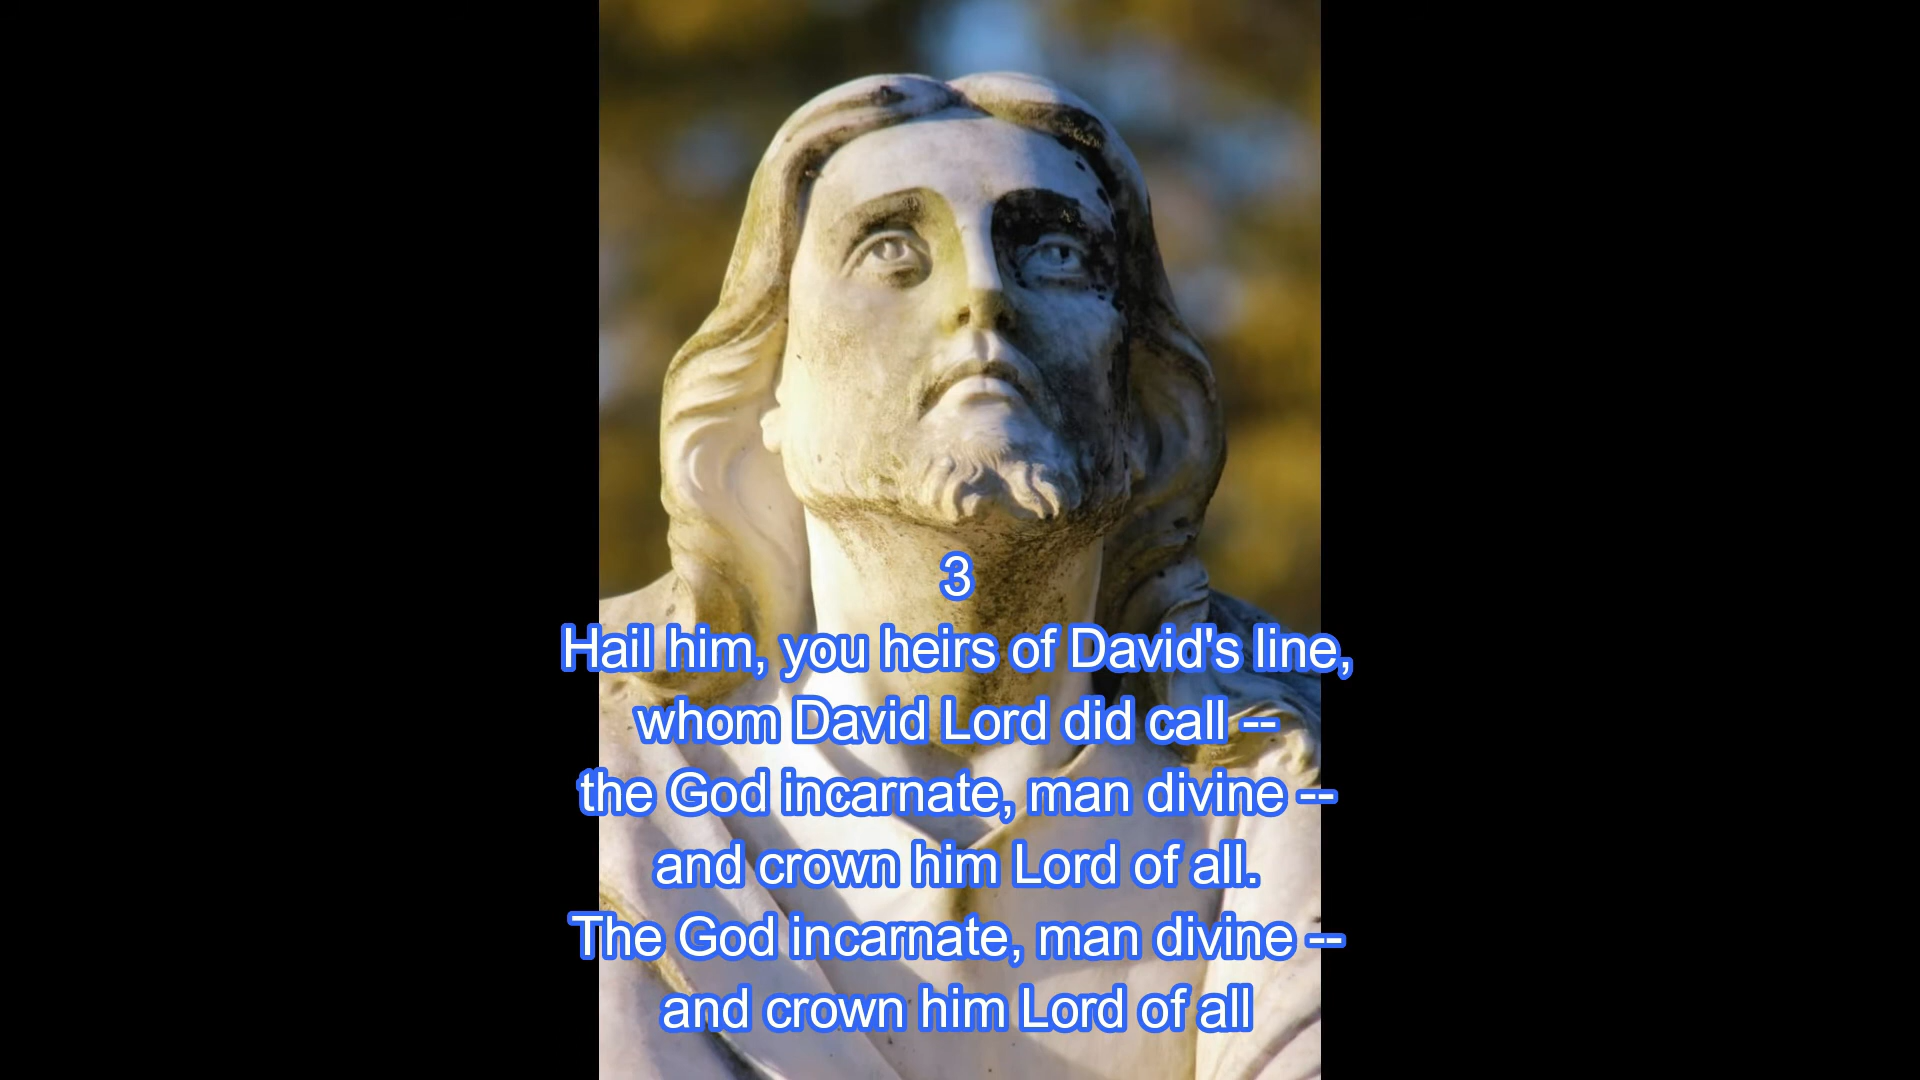 3
Hail him, you heirs of David's line,
whom David Lord did call --
the God incarnate, man divine --
and crown him Lord of all.
The God incarnate, man divine --
and crown him Lord of all